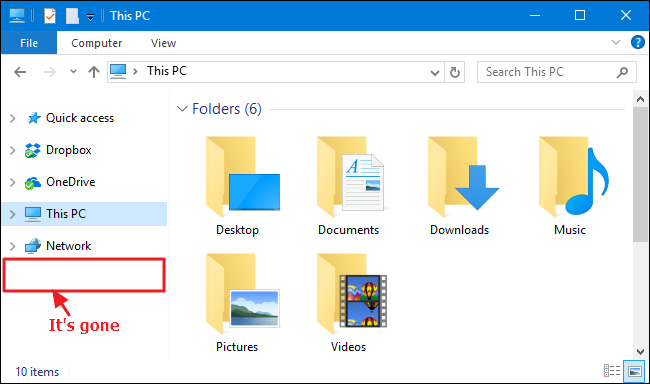 This PC
File
Computer
View
This PC
Search This PC
Quick access
Dropbox
OneDrive
This PC
Network
It's gone
Folders (6)
Desktop
Documents
Downloads
Music
Pictures
Videos
10 items